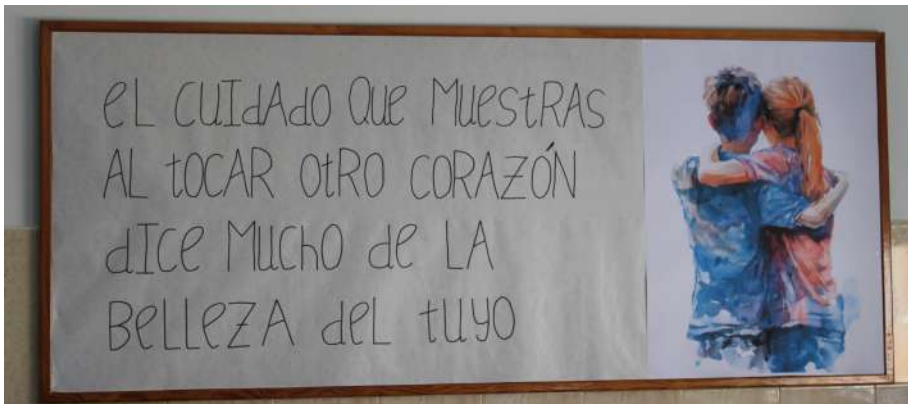 eL CUIdAdo Que MuestRAS
AL tOCAR OtRO CORAZÓN
dICe MuchO de LA
BeLLeZA deL tuyo